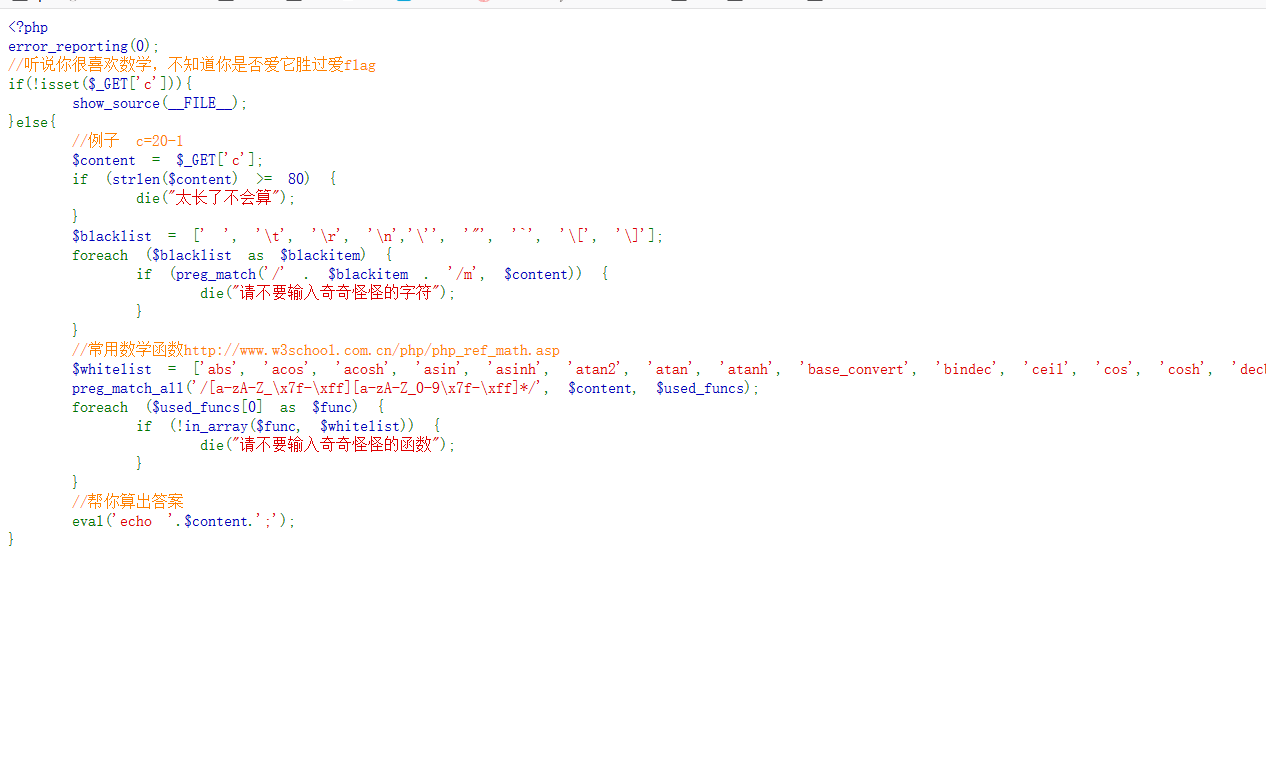 <?php
error_reporting(0);
//听说你很喜欢数学，不知道你是否爱它胜过爱flag
if(!isset($_GET['c'])){
show_source(__FILE__);
}else{
//例子 c=20-1
$content = $_GET['c'];
if (strlen($content) >= 80) {
die("太长了不会算");
}
$blacklist = [' ', '\t', '\r', '\n','\'', '"', '`', '\[', '\]'];
foreach ($blacklist as $blackitem) {
if (preg_match('/' . $blackitem . '/m', $content)) {
die("请不要输入奇奇怪怪的字符");
}
}
//常用数学函数http://www.w3school.com.cn/php/php_ref_math.asp
$whitelist = ['abs', 'acos', 'acosh', 'asin', 'asinh', 'atan2', 'atan', 'atanh', 'base_convert', 'bindec', 'ceil', 'cos', 'cosh',
preg_match_all('/[a-zA-Z_\x7f-\xff][a-zA-Z_0-9\x7f-\xff]*/', $content, $used_funcs);
foreach ($used_funcs[0] as $func) {
if (!in_array($func, $whitelist)) {
die("请不要输入奇奇怪怪的函数");
}
}
//帮你算出答案
eval('echo '.$content.';');
}